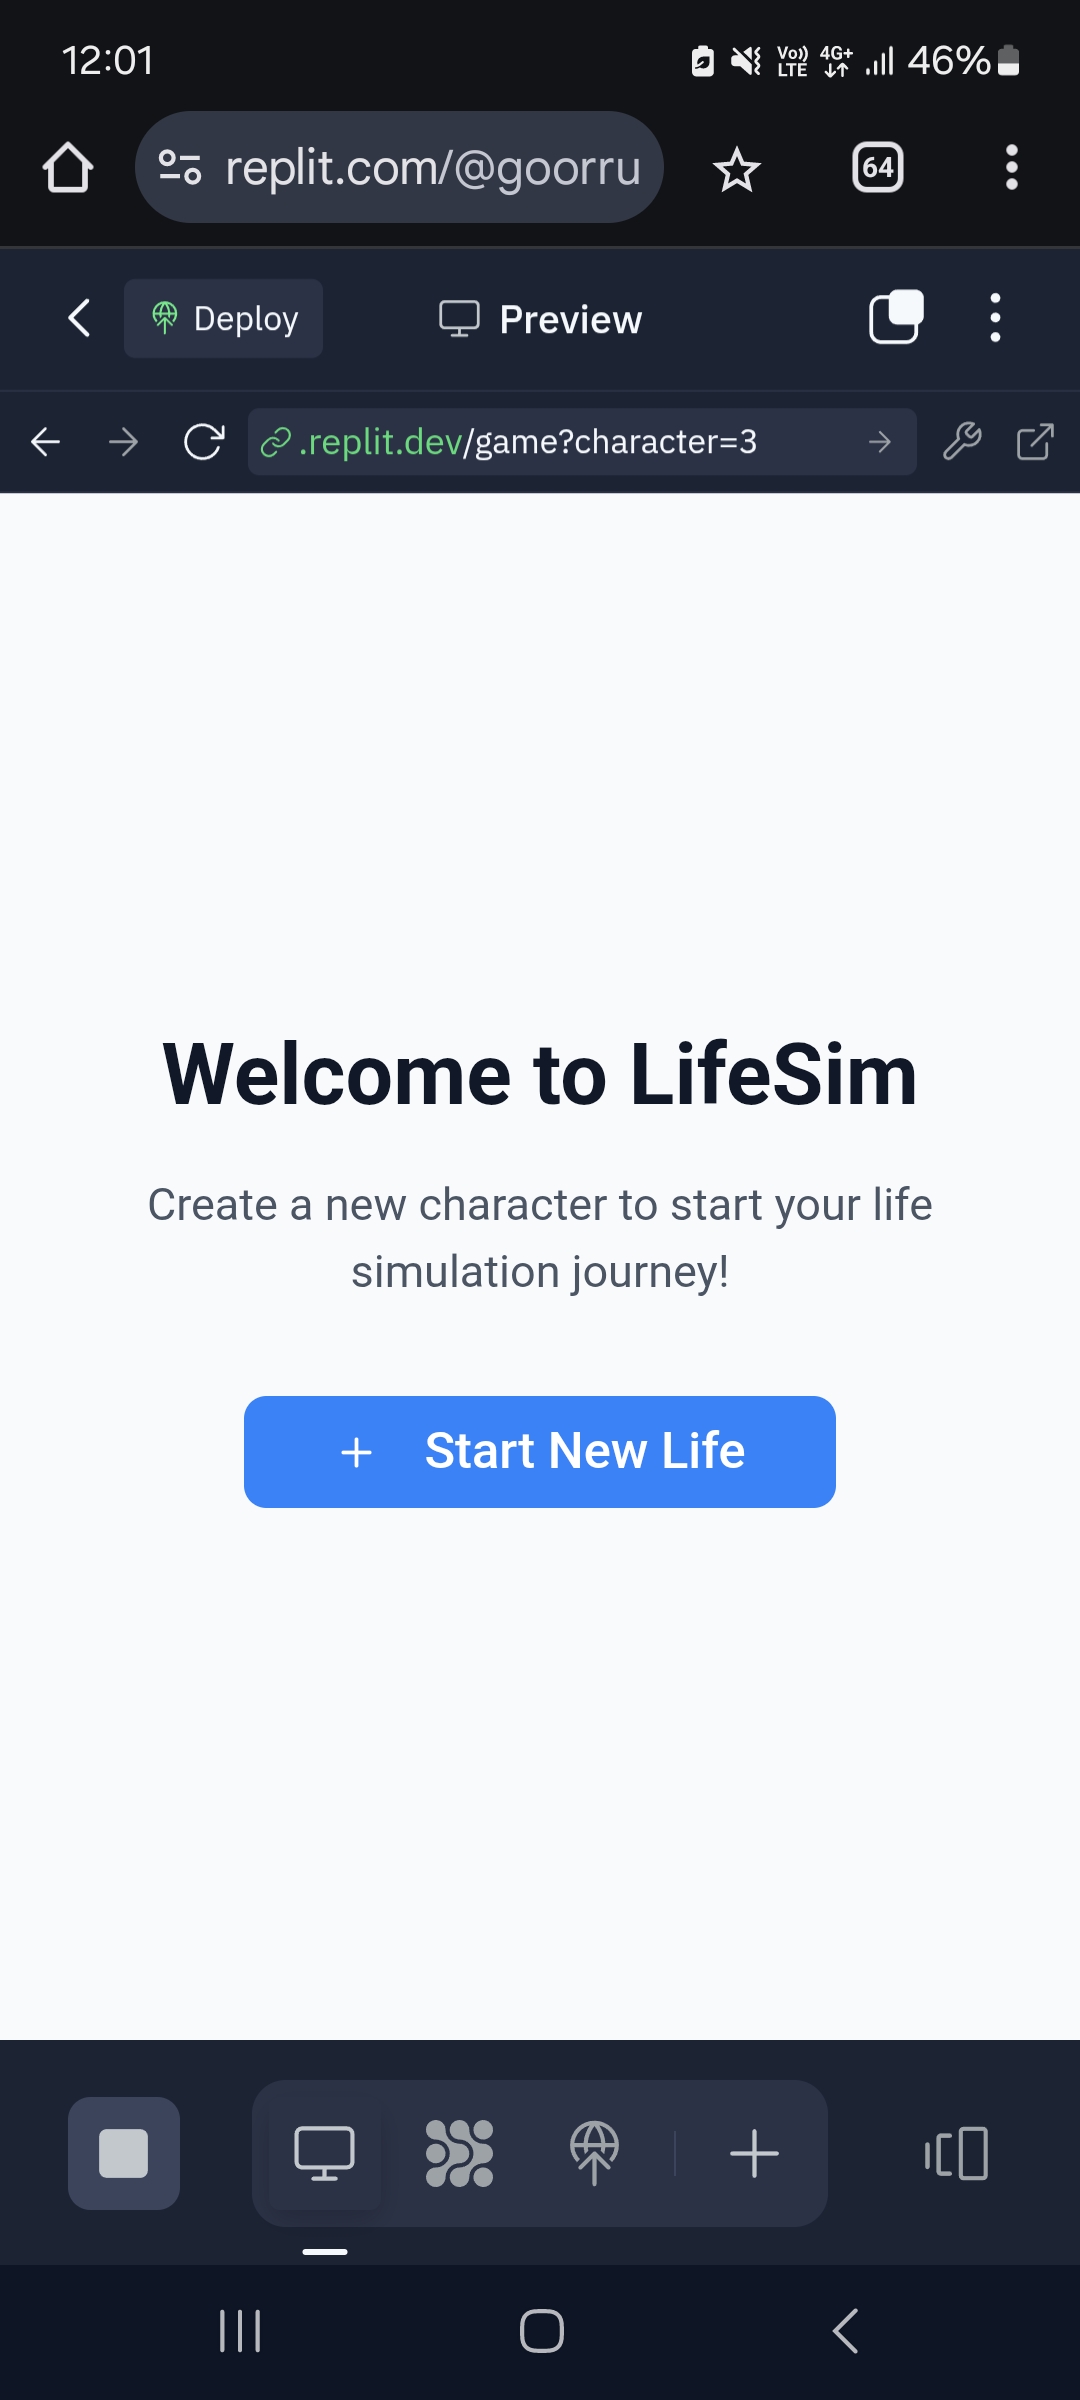 12:01
Vo)) LTE 4G+ 46%
replit.com/@goorru
64
Deploy
Preview
.replit.dev/game?character=3
Welcome to LifeSim
Create a new character to start your life
simulation journey!
+ Start New Life